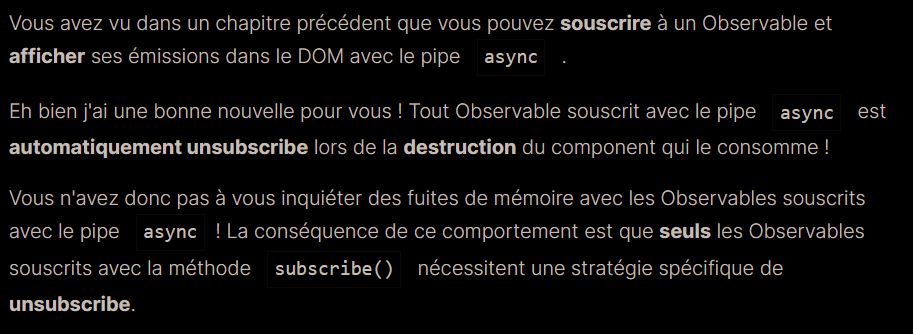 Vous avez vu dans un chapitre précédent que vous pouvez souscrire à un Observable et
afficher ses émissions dans le DOM avec le pipe async .
Eh bien j'ai une bonne nouvelle pour vous ! Tout Observable souscrit avec le pipe async est
automatiquement unsubscribe lors de la destruction du component qui le consomme !
Vous n'avez donc pas à vous inquiéter des fuites de mémoire avec les Observables souscrits
avec le pipe async ! La conséquence de ce comportement est que seuls les Observables
souscrits avec la méthode subscribe() nécessitent une stratégie spécifique de
unsubscribe.